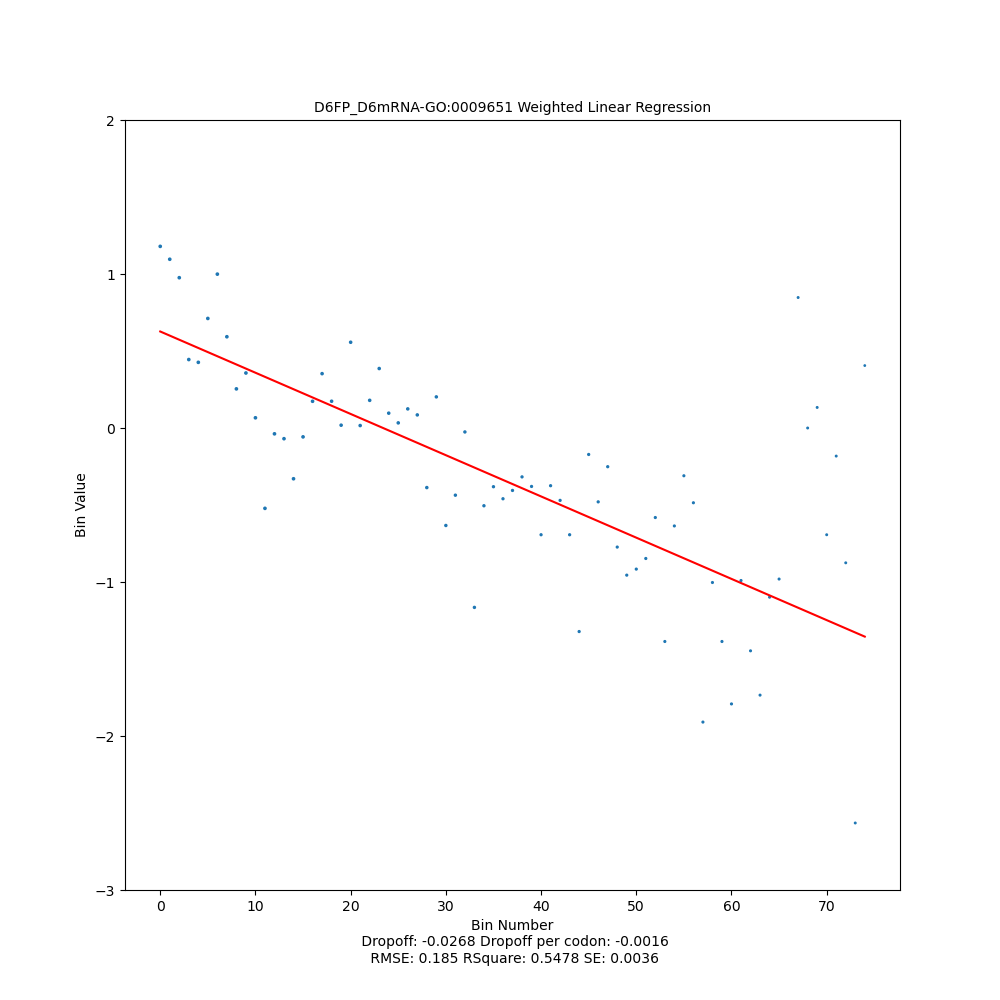 D6FP_D6mRNA-GO:0009651 Weighted Linear Regression
2
1
0
−1
−2
−3
Bin Value
0 10 20 30 40 50 60 70
Bin Number
Dropoff: -0.0268 Dropoff per codon: -0.0016
RMSE: 0.185 RSquare: 0.5478 SE: 0.0036